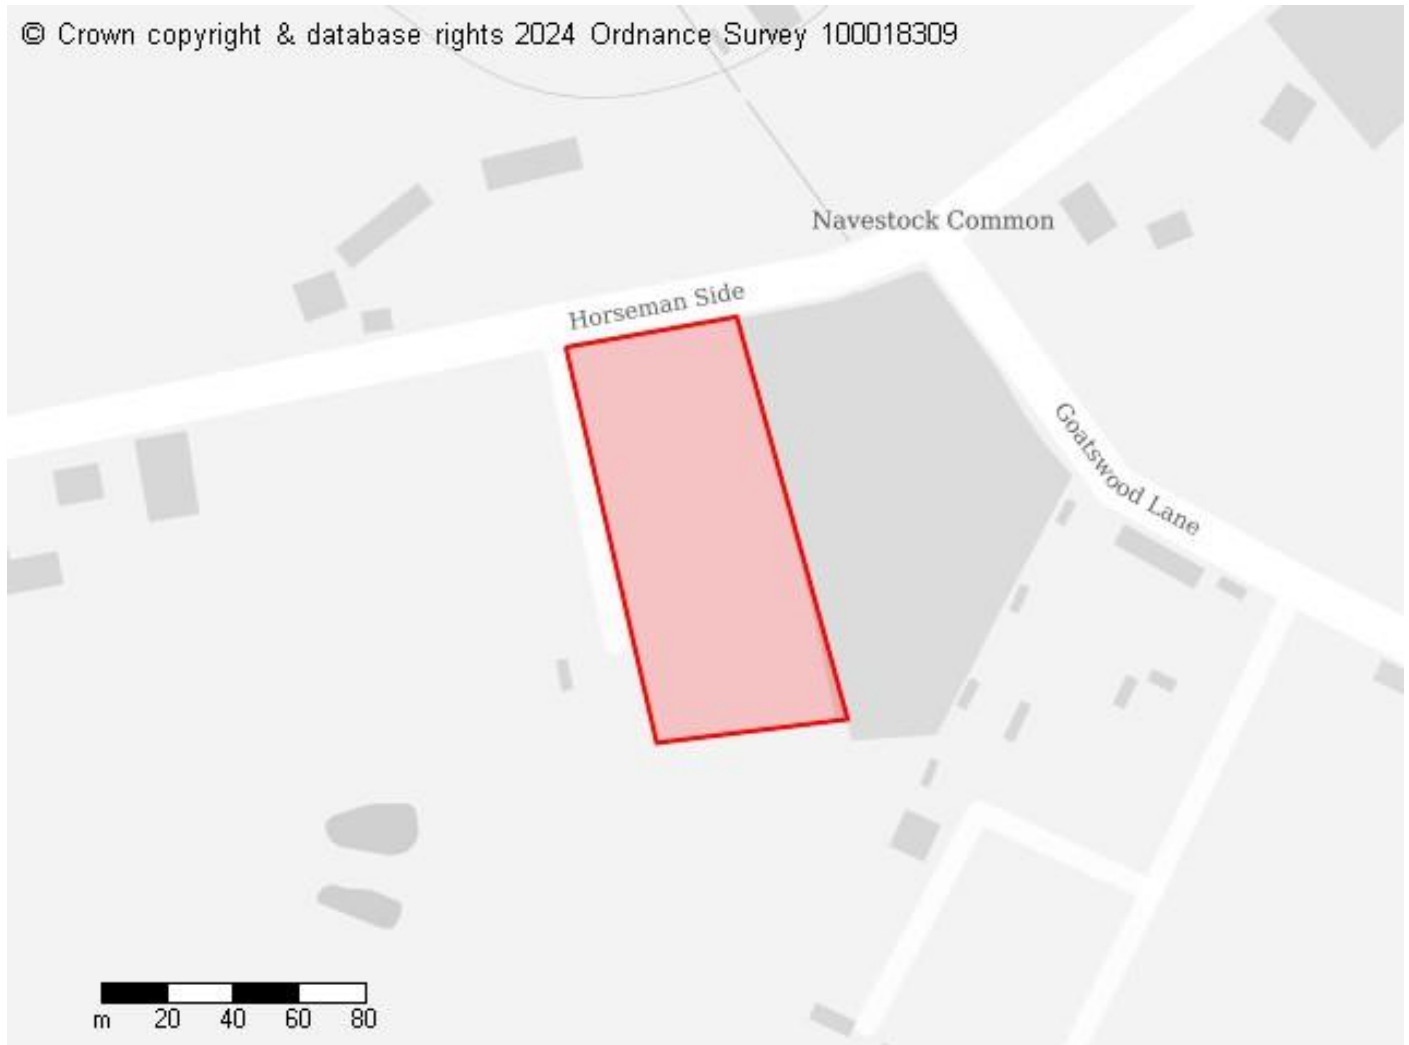 © Crown copyright & database rights 2024 Ordnance Survey 100018309
Navestock Common
Horseman Side
Goatswood Lane
m 20 40 60 80